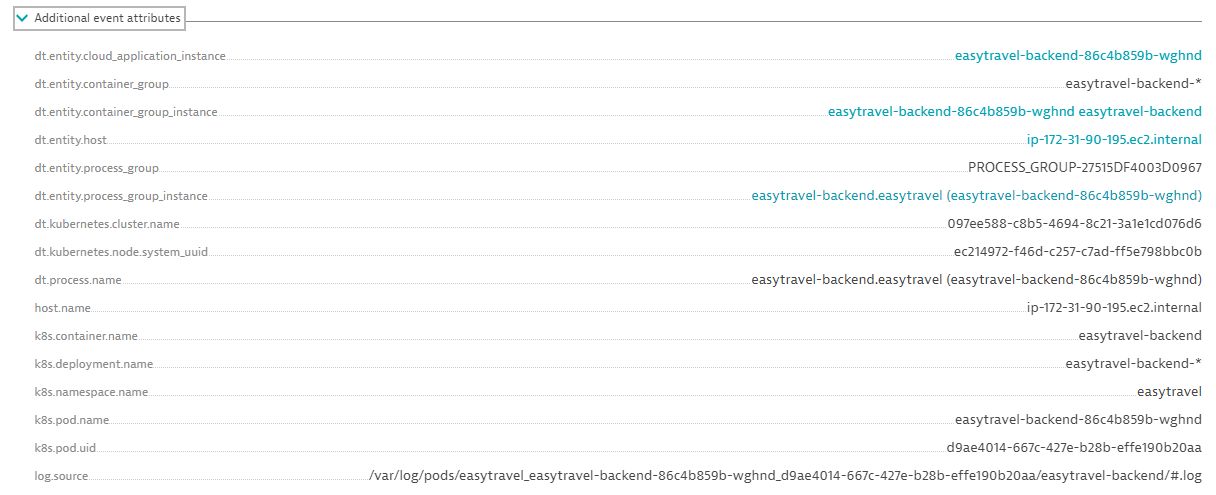 Additional event attributes
dt.entity.cloud_application_instance easytravel-backend-86c4b859b-wghnd
dt.entity.container_group easytravel-backend-*
dt.entity.container_group_instance easytravel-backend-86c4b859b-wghnd easytravel-backend
dt.entity.host ip-172-31-90-195.ec2.internal
dt.entity.process_group PROCESS_GROUP-27515DF4003D0967
dt.entity.process_group_instance easytravel-backend.easytravel (easytravel-backend-86c4b859b-wghnd)
dt.kubernetes.cluster.name 097ee588-c8b5-4694-8c21-3a1e1cd076d6
dt.kubernetes.node.system_uuid ec214972-f46d-c257-c7ad-ff5e798bbc0b
dt.process.name easytravel-backend.easytravel (easytravel-backend-86c4b859b-wghnd)
host.name ip-172-31-90-195.ec2.internal
k8s.container.name easytravel-backend
k8s.deployment.name easytravel-backend-*
k8s.namespace.name easytravel
k8s.pod.name easytravel-backend-86c4b859b-wghnd
k8s.pod.uid d9ae4014-667c-427e-b28b-effe190b20aa
log.source /var/log/pods/easytravel_easytravel-backend-86c4b859b-wghnd_d9ae4014-667c-427e-b28b-effe190b20aa/easytravel-backend/#.log